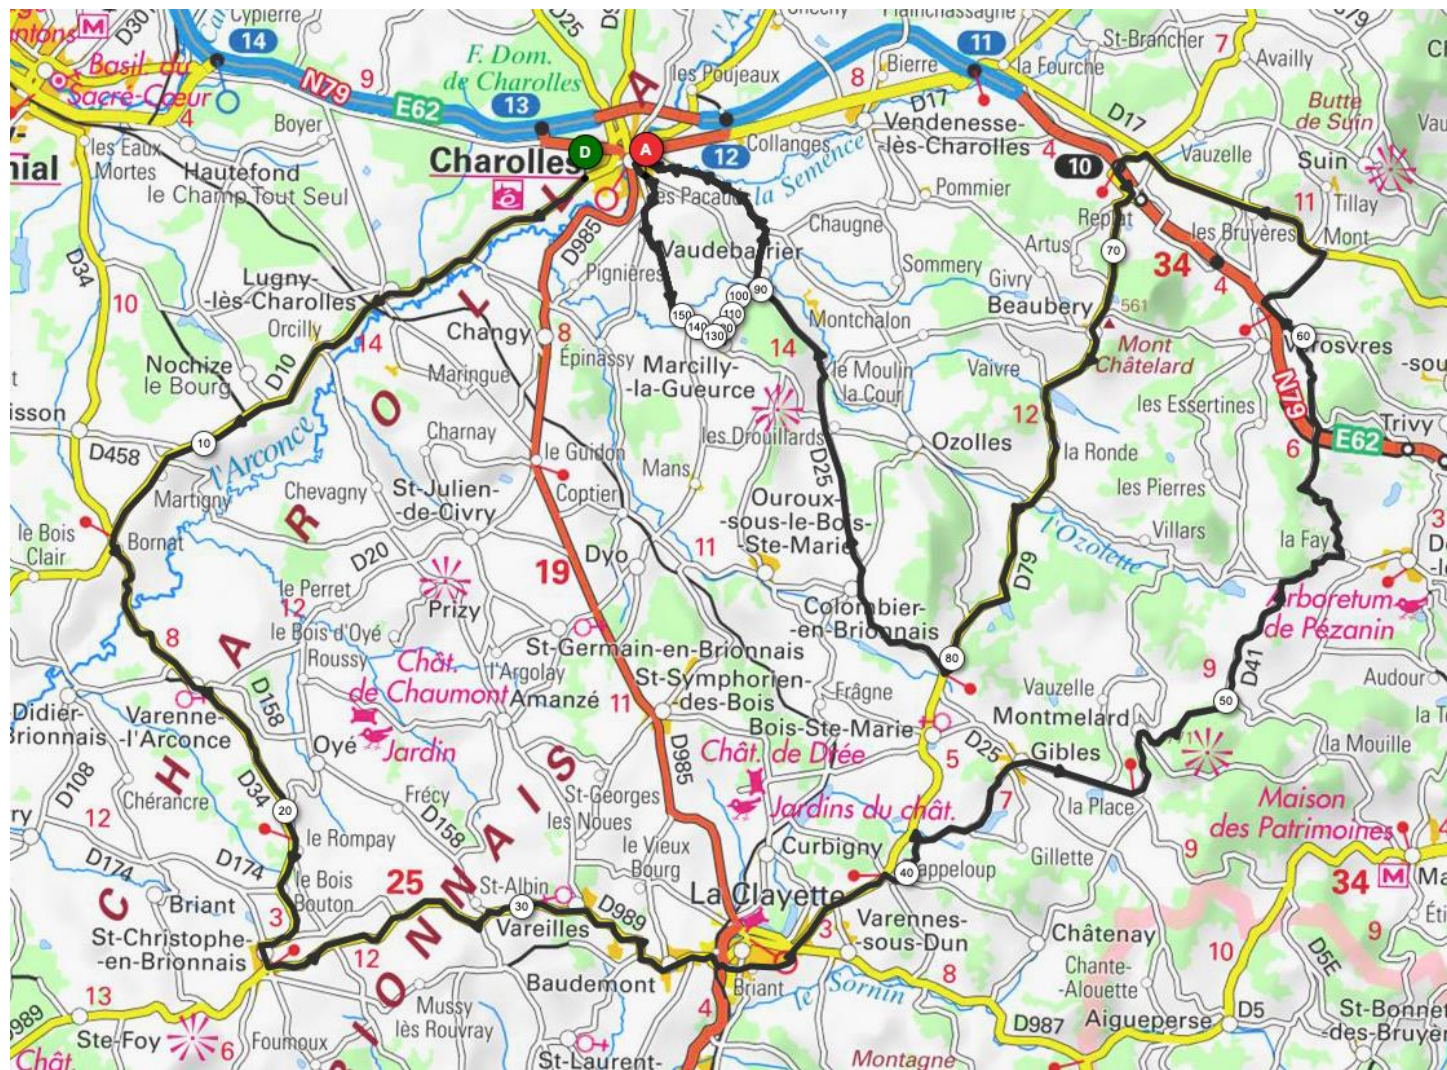 Cypierre
D25
Plainchassagne
St-Brancher
M
D30
14
11
7
Availly
Basil. du
Sacré-Cœur
N79
9
F. Dom.
de Charolles
A
les Poujeaux
8
Bierre
la Fourche
4
E62
13
D17
Butte
de Suin
Boyer
Vendenesse-
-lès-Charolles
D17
les Eaux
Mortes
Hautefond
Charolles
D
A
12
Collanges
4
10
Vauzelle
Suin
le Champ
Tout Seul
la Semence
Pommier
11
Tillay
D985
Chaugne
Artus
les Bruyères
Mont
D34
Vaudebarrier
70
34
Lugny-
-lès-Charolles
Pignières
Sommery
Givry
4
10
L
100
90
Beaubery
561
Orcilly
150
110
Montchalon
Changy
8
140
130
Mont
Châtelard
60
14
Épinassy
14
Nochize
le Bourg
D10
Maringue
Marcilly-
-la-Gueurce
le Moulin
la Cour
Vaivre
-sou
O
les Essertines
N79
Trivy
10
Charnay
les Drouillards
Ozolles
12
E62
D458
l'Arconce
le Guidon
D25
la Ronde
6
Martigny
Chevagny
St-Julien-
-de-Civry
Mans
Coptier
les Pierres
R
Ouroux-
-sous-le-Bois-
-Ste-Marie
le Bois
Clair
Bornat
l'Ozolette
Villars
la Fay
D20
11
Dyo
D79
le Perret
19
12
Prizy
Colombier-
-en-Brionnais
Arboretum
de Pézanin
8
le Bois d'Oyé
Roussy
A
St-Germain-en-Brionnais
80
Chât.
de Chaumont
l'Argolay
Amanzé
St-Symphorien-
-des-Bois
9
D41
D158
11
Frâgne
Vauzelle
50
Audour
Varenne-
-l'Arconce
Bois-Ste-Marie
Montmelard
Oyé
Jardin
Chât. de Drée
D25
Gibles
la Mouille
D108
H
D985
5
Chérancre
D34
S
I
Jardins du chât.
la Place
Maison
des Patrimoines
20
Frécy
St-Georges
les Noues
7
12
D158
A
le Rompay
Curbigny
9
D174
D174
le Vieux
Bourg
Gillette
40
25
N
34
M
C
le Bois
Bouton
St-Albin
La Clayette
Briant
3
30
D989
N
Vareilles
Varennes-
-sous-Dun
3
Châtenay
9
St-Christophe-
-en-Brionnais
O
10
D5E
12
Baudemont
8
Chante-
-Alouette
I
Mussy
lès Rouvray
Briant
le Sornin
13
4
D5
St-Bonnet
-des-Bruyèr
Ste-Foy
D987
Aigueperse
6
Foumoux
Chât.
St-Laurent-
Montagne